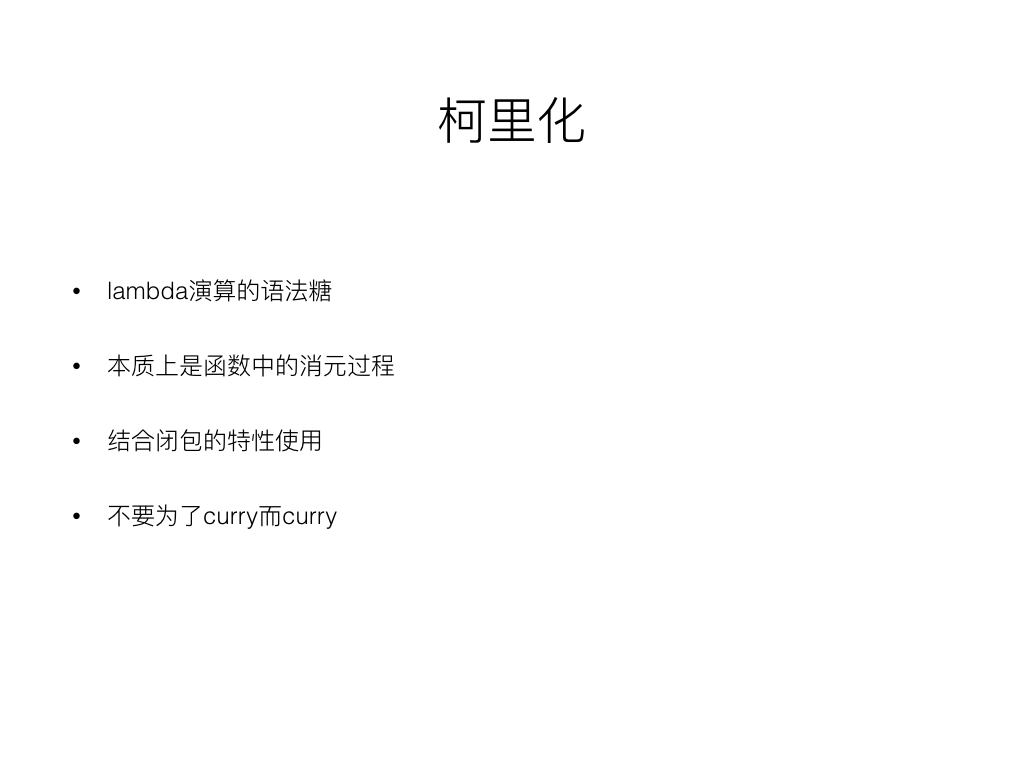 柯里化
• lambda演算的语法糖
• 本质上是函数中的消元过程
• 结合闭包的特性使用
• 不要为了curry而curry